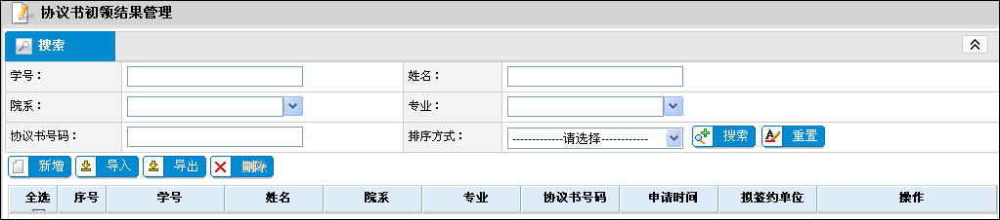 协议书初领结果管理
搜索
学号： 姓名：
院系： 专业：
协议书号码： 排序方式： -------------请选择------------ 搜索 重置
新增 导入 导出 删除
全选 序号 学号 姓名 院系 专业 协议书号码 申请时间 拟签约单位 操作